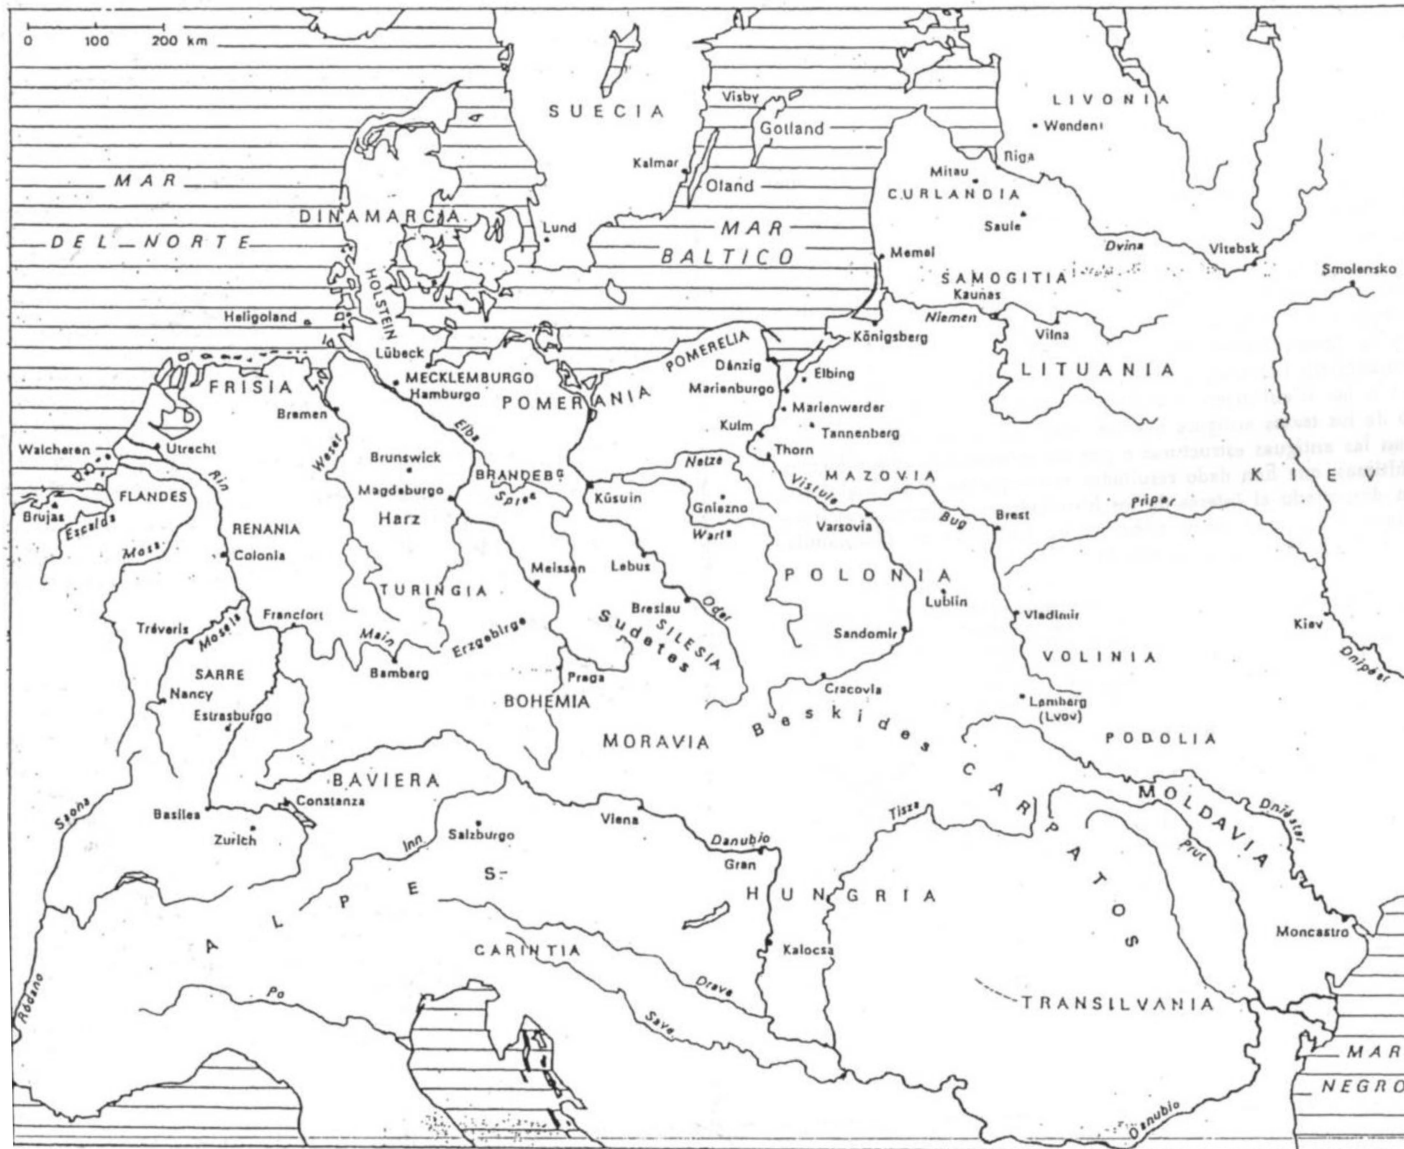 0 100 200 km
SUECIA
Visby
Gotland
LIVONIA
Wenden
Kalmar
Oland
Riga
Mitau
CURLANDIA
MAR
DEL NORTE
DINAMARCIA
Lund
MAR
BALTICO
Saule
Dvina
Vitebsk
Memel
SAMOGITIA
Smolensko
HOLSTEIN
Heligoland
Kaunas
Niemen
Vilna
Königsberg
POMERELIA
Lübeck
Dánzig
LITUANIA
FRISIA
MECKLEMBURGO
Hamburgo
Elbing
Marienburgo
POMERANIA
Bremen
Marienwerder
Elba
Kulm
Tannenberg
Walcheren
Utrecht
Weser
Brunswick
Thorn
Rin
Netze
KIEV
FLANDES
BRANDEBG.
MAZOVIA
Magdeburgo
Spree
Küsuin
Vistula
Pripet
Brujas
Escalda
Gniezno
Harz
Varsovia
Bug
Brest
RENANIA
Mosa
Warta
Colonia
Lebus
Meissen
POLONIA
TURINGIA
Lublin
Breslau
Oder
Vladimir
Francfort
Tréveris
Mosela
Main
Erzgebirge
Sudetes
SILESIA
Sandomir
Kiev
SARRE
Bamberg
Praga
VOLINIA
Dniéper
Nancy
Cracovia
BOHEMIA
Lemberg
(Lvov)
Estrasburgo
Beskides
MORAVIA
PODOLIA
BAVIERA
CARPATOS
MOLDAVIA
Constanza
Saona
Basilea
Tisza
Dniéster
Viena
Zurich
Inn
Salzburgo
Danubio
Prut
Gran
ALPES
HUNGRIA
Moncastro
CARINTIA
Kalocsa
Ródano
Po
Drave
TRANSILVANIA
Save
MAR
NEGRO
Danubio